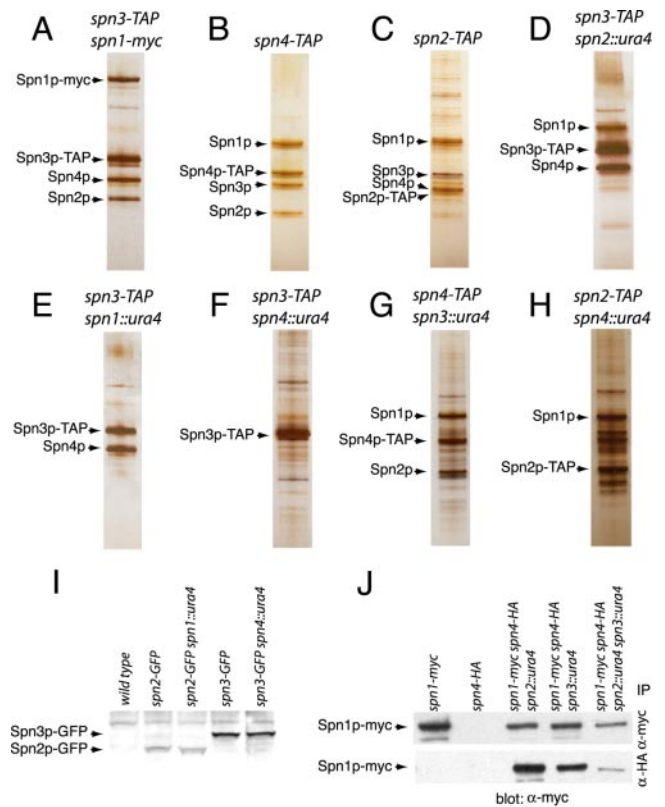 A
spn3-TAP
spn1-myc
Spn1p-myc
Spn3p-TAP
Spn4p
Spn2p
B
spn4-TAP
Spn1p
Spn4p-TAP
Spn3p
Spn2p
C
spn2-TAP
Spn1p
Spn3p
Spn4p
Spn2p-TAP
D
spn3-TAP
spn2::ura4
Spn1p
Spn3p-TAP
Spn4p
E
spn3-TAP
spn1::ura4
Spn3p-TAP
Spn4p
F
spn3-TAP
spn4::ura4
Spn3p-TAP
G
spn4-TAP
spn3::ura4
Spn1p
Spn4p-TAP
Spn2p
H
spn2-TAP
spn4::ura4
Spn1p
Spn2p-TAP
I
wild type
spn2-GFP
spn2-GFP spn1::ura4
spn3-GFP
spn3-GFP spn4::ura4
Spn3p-GFP
Spn2p-GFP
J
spn1-myc
spn4-HA
spn1-myc spn4-HA
spn2::ura4
spn1-myc spn4-HA
spn3::ura4
spn1-myc spn4-HA
spn2::ura4 spn3::ura4
IP
Spn1p-myc
α-myc
Spn1p-myc
α-HA
blot: α-myc